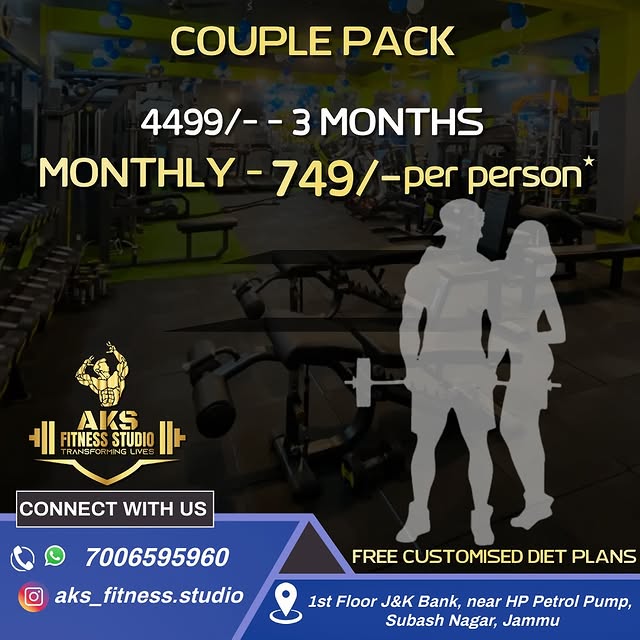 COUPLE PACK
4499/- - 3 MONTHS
MONTHLY - 749/-per person*
AKS
FITNESS STUDIO
TRANSFORMING LIVES
CONNECT WITH US
7006595960
aks_fitness.studio
FREE CUSTOMISED DIET PLANS
1st Floor J&K Bank, near HP Petrol Pump,
Subash Nagar, Jammu